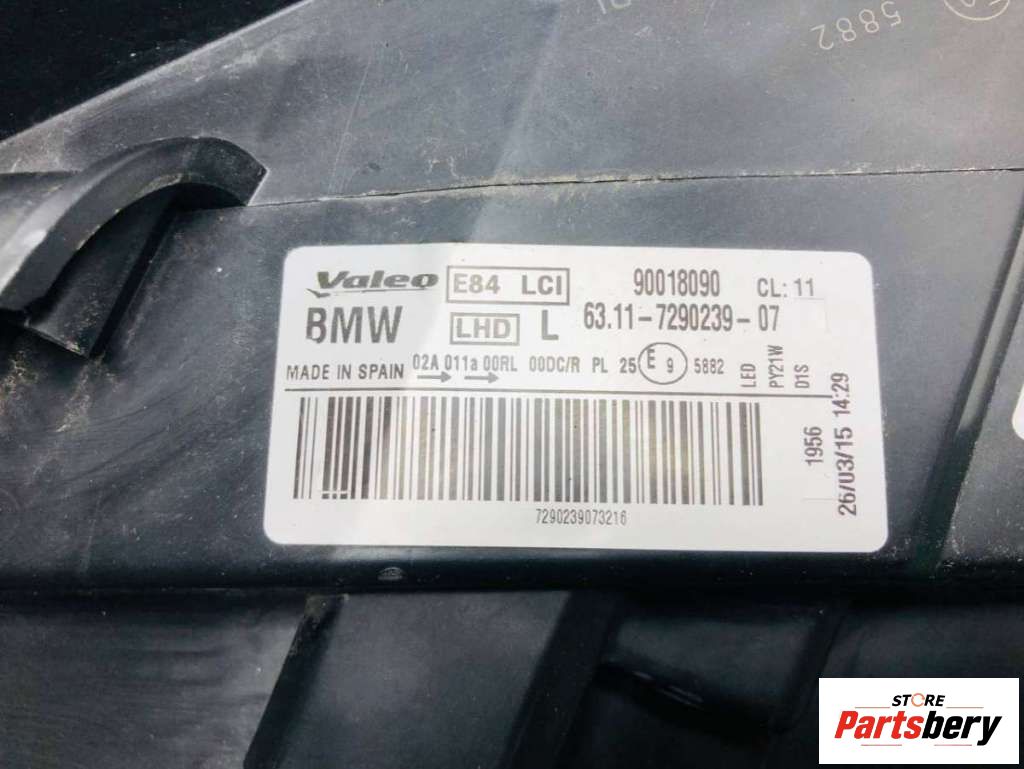 5882
Valeo E84 LCI 90018090 CL: 11
BMW LHD L 63.11-7290239-07
MADE IN SPAIN 02A 011a 00RL 00DC/R PL 25 E 9 5882
LED
PY21W
D1S
1956
26/03/15 14:29
7290239073216
STORE
Partsbery